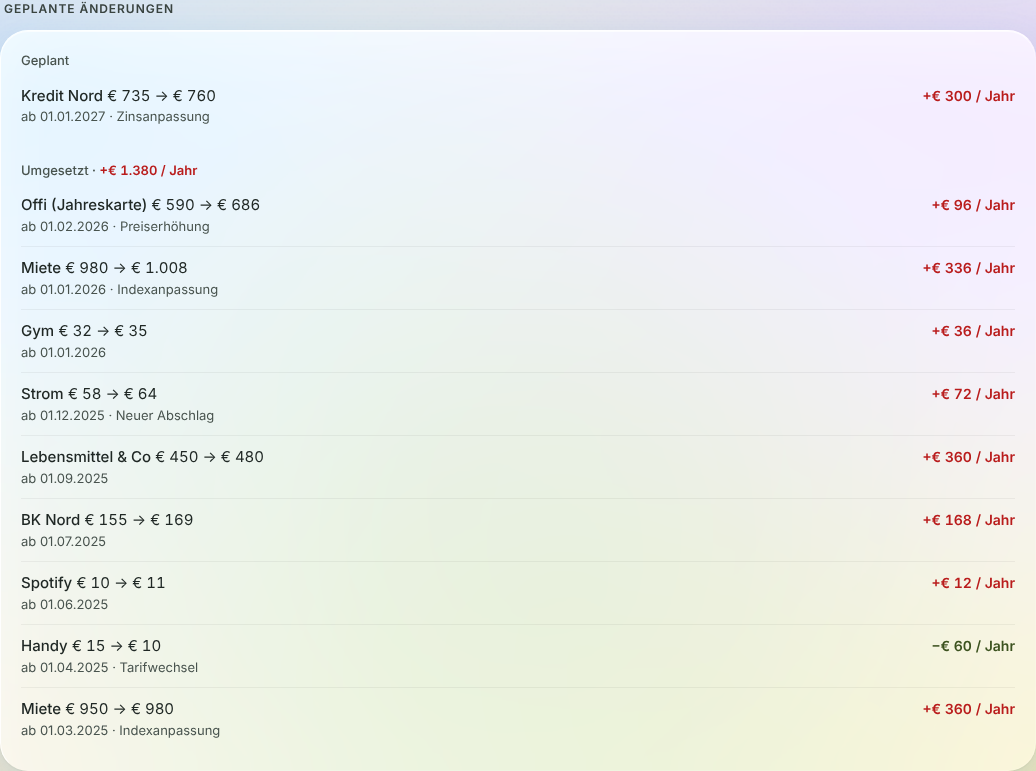 GEPLANTE ÄNDERUNGEN
Geplant
Kredit Nord € 735 → € 760 +€ 300 / Jahr
ab 01.01.2027 · Zinsanpassung
Umgesetzt · +€ 1.380 / Jahr
Offi (Jahreskarte) € 590 → € 686 +€ 96 / Jahr
ab 01.02.2026 · Preiserhöhung
Miete € 980 → € 1.008 +€ 336 / Jahr
ab 01.01.2026 · Indexanpassung
Gym € 32 → € 35 +€ 36 / Jahr
ab 01.01.2026
Strom € 58 → € 64 +€ 72 / Jahr
ab 01.12.2025 · Neuer Abschlag
Lebensmittel & Co € 450 → € 480 +€ 360 / Jahr
ab 01.09.2025
BK Nord € 155 → € 169 +€ 168 / Jahr
ab 01.07.2025
Spotify € 10 → € 11 +€ 12 / Jahr
ab 01.06.2025
Handy € 15 → € 10 −€ 60 / Jahr
ab 01.04.2025 · Tarifwechsel
Miete € 950 → € 980 +€ 360 / Jahr
ab 01.03.2025 · Indexanpassung